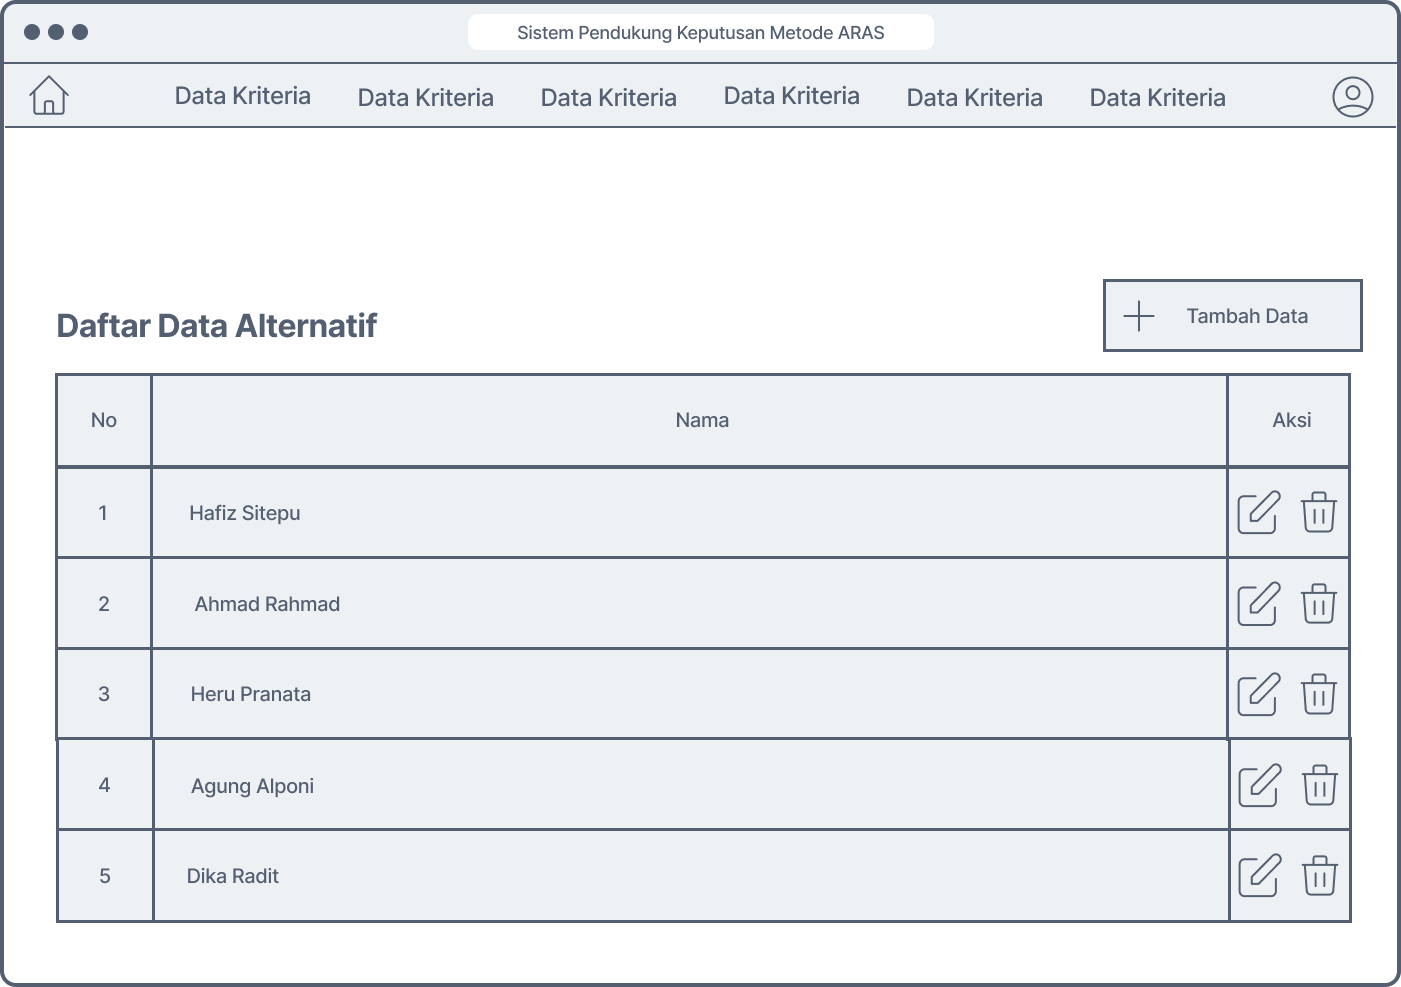 Sistem Pendukung Keputusan Metode ARAS
Data Kriteria Data Kriteria Data Kriteria Data Kriteria Data Kriteria Data Kriteria
Tambah Data
Daftar Data Alternatif
No Nama Aksi
1 Hafiz Sitepu
2 Ahmad Rahmad
3 Heru Pranata
4 Agung Alponi
5 Dika Radit